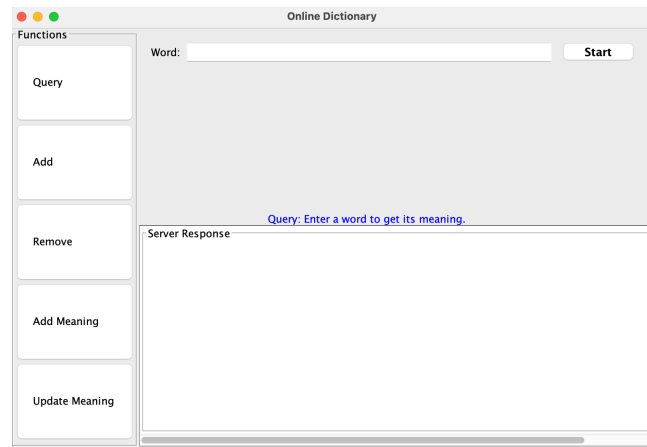 Online Dictionary
Functions
Query
Add
Remove
Add Meaning
Update Meaning
Word:
Start
Query: Enter a word to get its meaning.
Server Response